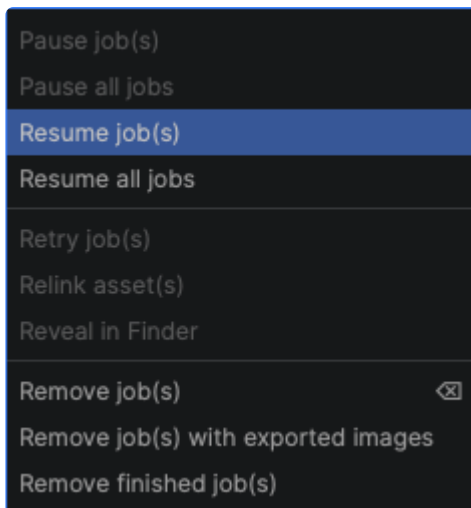 Pause job(s)
Pause all jobs
Resume job(s)
Resume all jobs
Retry job(s)
Relink asset(s)
Reveal in Finder
Remove job(s) ⌫
Remove job(s) with exported images
Remove finished job(s)